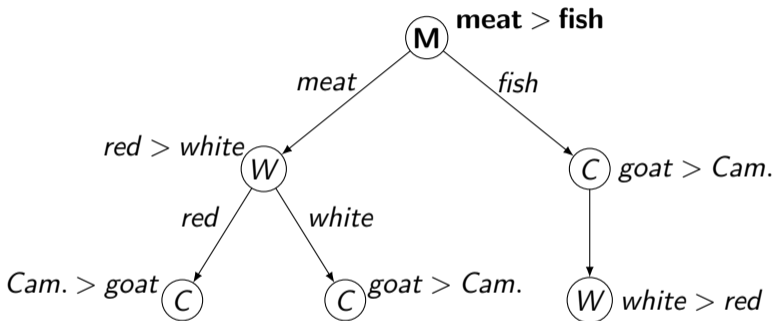 M meat > fish
meat fish
red > white W C goat > Cam.
red white
Cam. > goat C C goat > Cam. W white > red